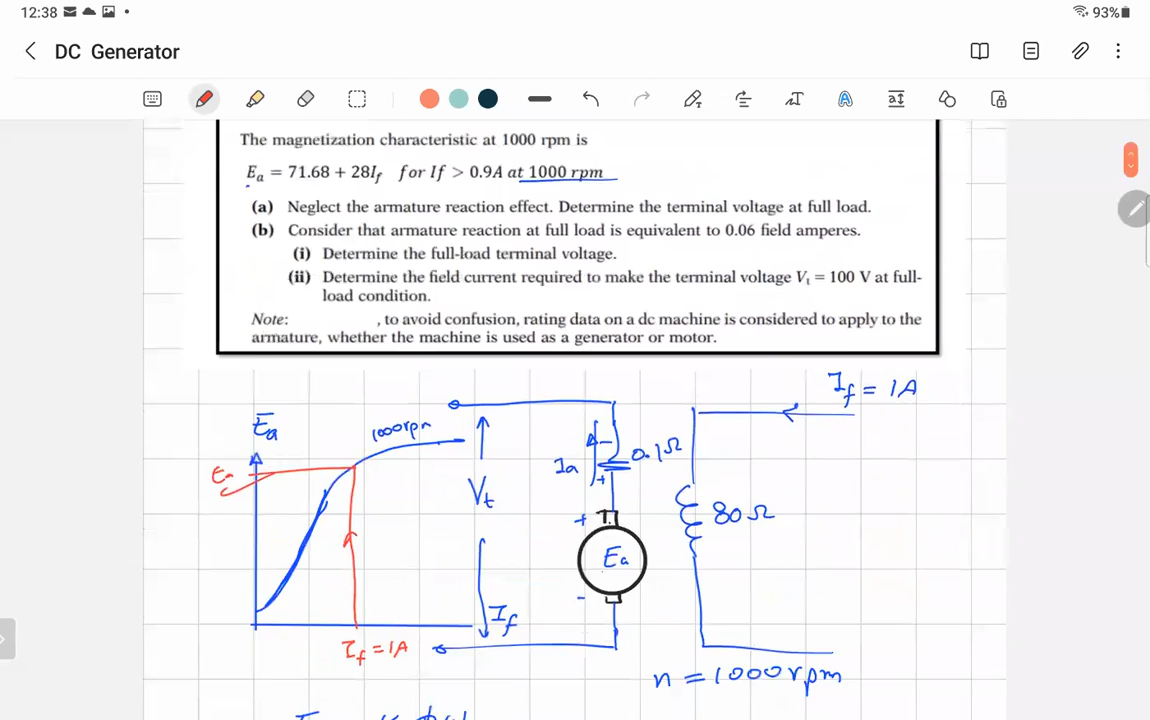 12:38
93%
DC Generator
The magnetization characteristic at 1000 rpm is
Ea = 71.68 + 28If for If > 0.9A at 1000 rpm
(a) Neglect the armature reaction effect. Determine the terminal voltage at full load.
(b) Consider that armature reaction at full load is equivalent to 0.06 field amperes.
(i) Determine the full-load terminal voltage.
(ii) Determine the field current required to make the terminal voltage Vt = 100 V at full-
load condition.
Note: , to avoid confusion, rating data on a dc machine is considered to apply to the
armature, whether the machine is used as a generator or motor.
If = 1A
Ea
1000rpm
0.1Ω
Ia
+
Vt
80Ω
+
Ea
-
If
If = 1A
n = 1000rpm